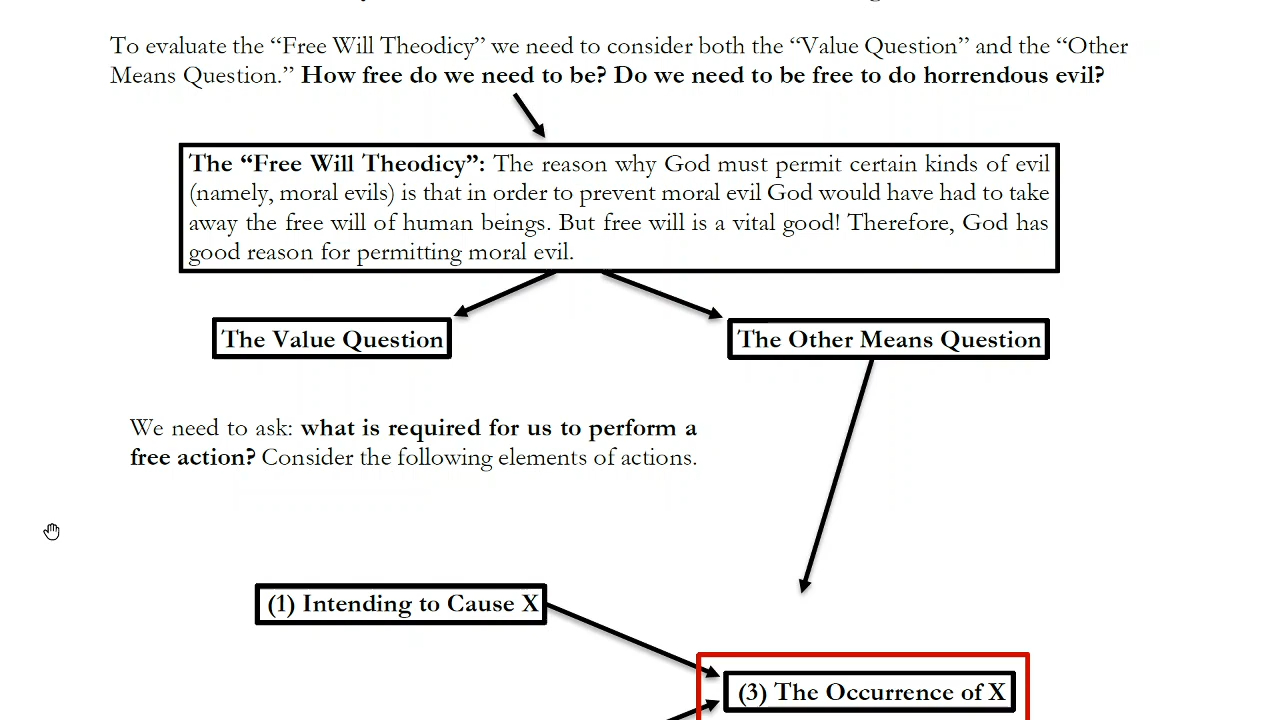 To evaluate the “Free Will Theodicy” we need to consider both the “Value Question” and the “Other
Means Question.” How free do we need to be? Do we need to be free to do horrendous evil?
The “Free Will Theodicy”: The reason why God must permit certain kinds of evil
(namely, moral evils) is that in order to prevent moral evil God would have had to take
away the free will of human beings. But free will is a vital good! Therefore, God has
good reason for permitting moral evil.
The Value Question
The Other Means Question
We need to ask: what is required for us to perform a
free action? Consider the following elements of actions.
(1) Intending to Cause X
(3) The Occurrence of X